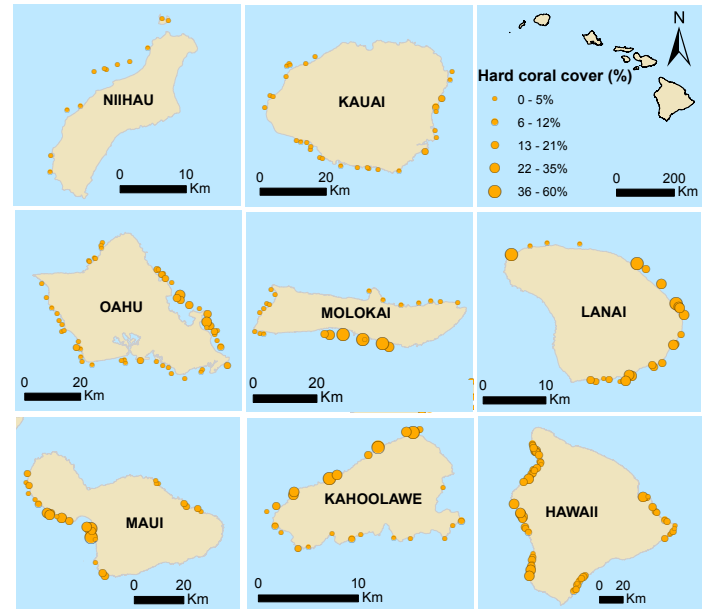 NIIHAU
0 10
Km
KAUAI
0 20
Km
N
Hard coral cover (%)
0 - 5%
6 - 12%
13 - 21%
22 - 35%
36 - 60%
0 200
Km
OAHU
0 20
Km
MOLOKAI
0 20
Km
LANAI
0 10
Km
MAUI
0 20
Km
KAHOOLAWE
0 10
Km
HAWAII
0 20
Km